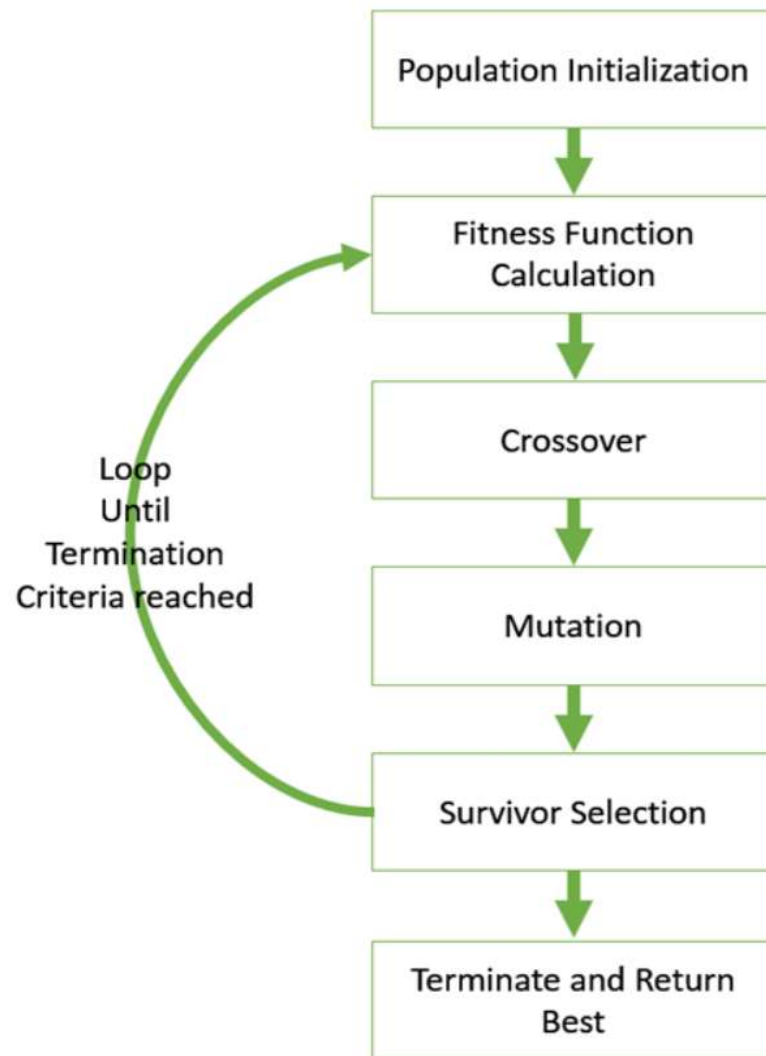 Population Initialization
Fitness Function
Calculation
Crossover
Loop
Until
Termination
Criteria reached
Mutation
Survivor Selection
Terminate and Return
Best